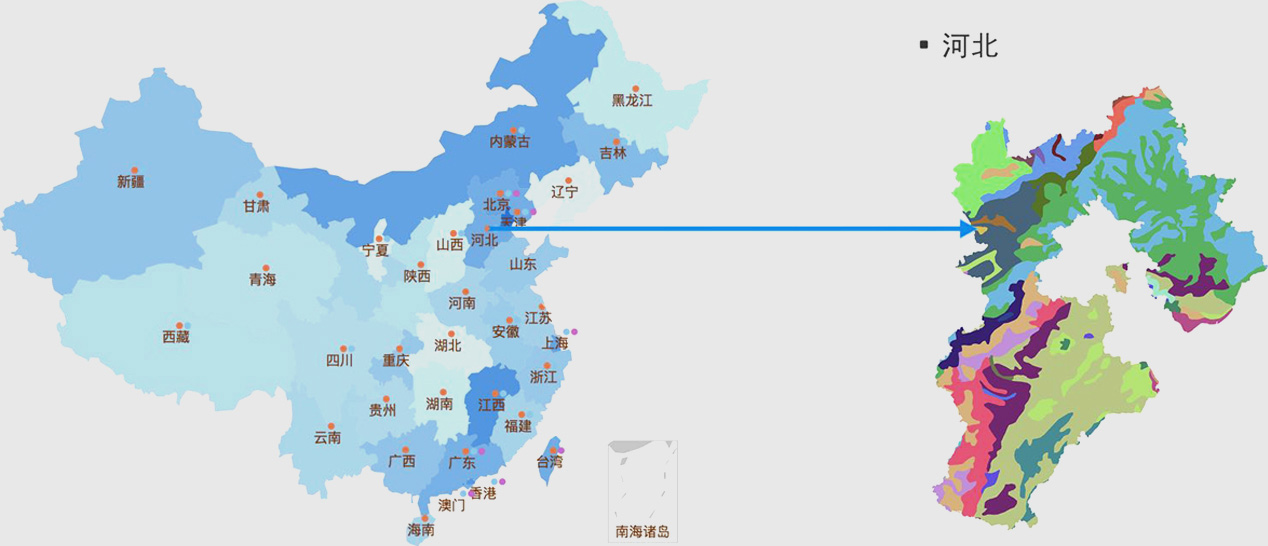 河北
黑龙江
内蒙古
吉林
新疆
辽宁
甘肃
北京
天津
宁夏
山西
河北
山东
青海
陕西
河南
江苏
西藏
安徽
上海
湖北
四川
重庆
浙江
贵州
湖南
江西
福建
云南
广西
广东
台湾
香港
澳门
海南
南海诸岛